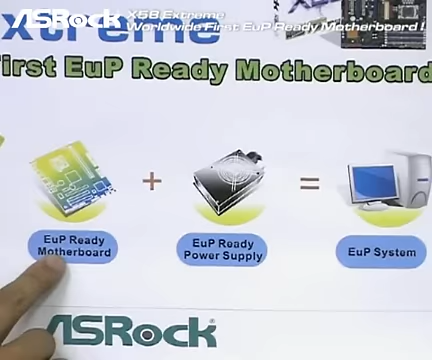 ASRock
X58 Extreme
Worldwide First EuP Ready Motherboard !
xtreme
First EuP Ready Motherboard
EuP Ready
Motherboard
+
EuP Ready
Power Supply
=
EuP System
ASRock